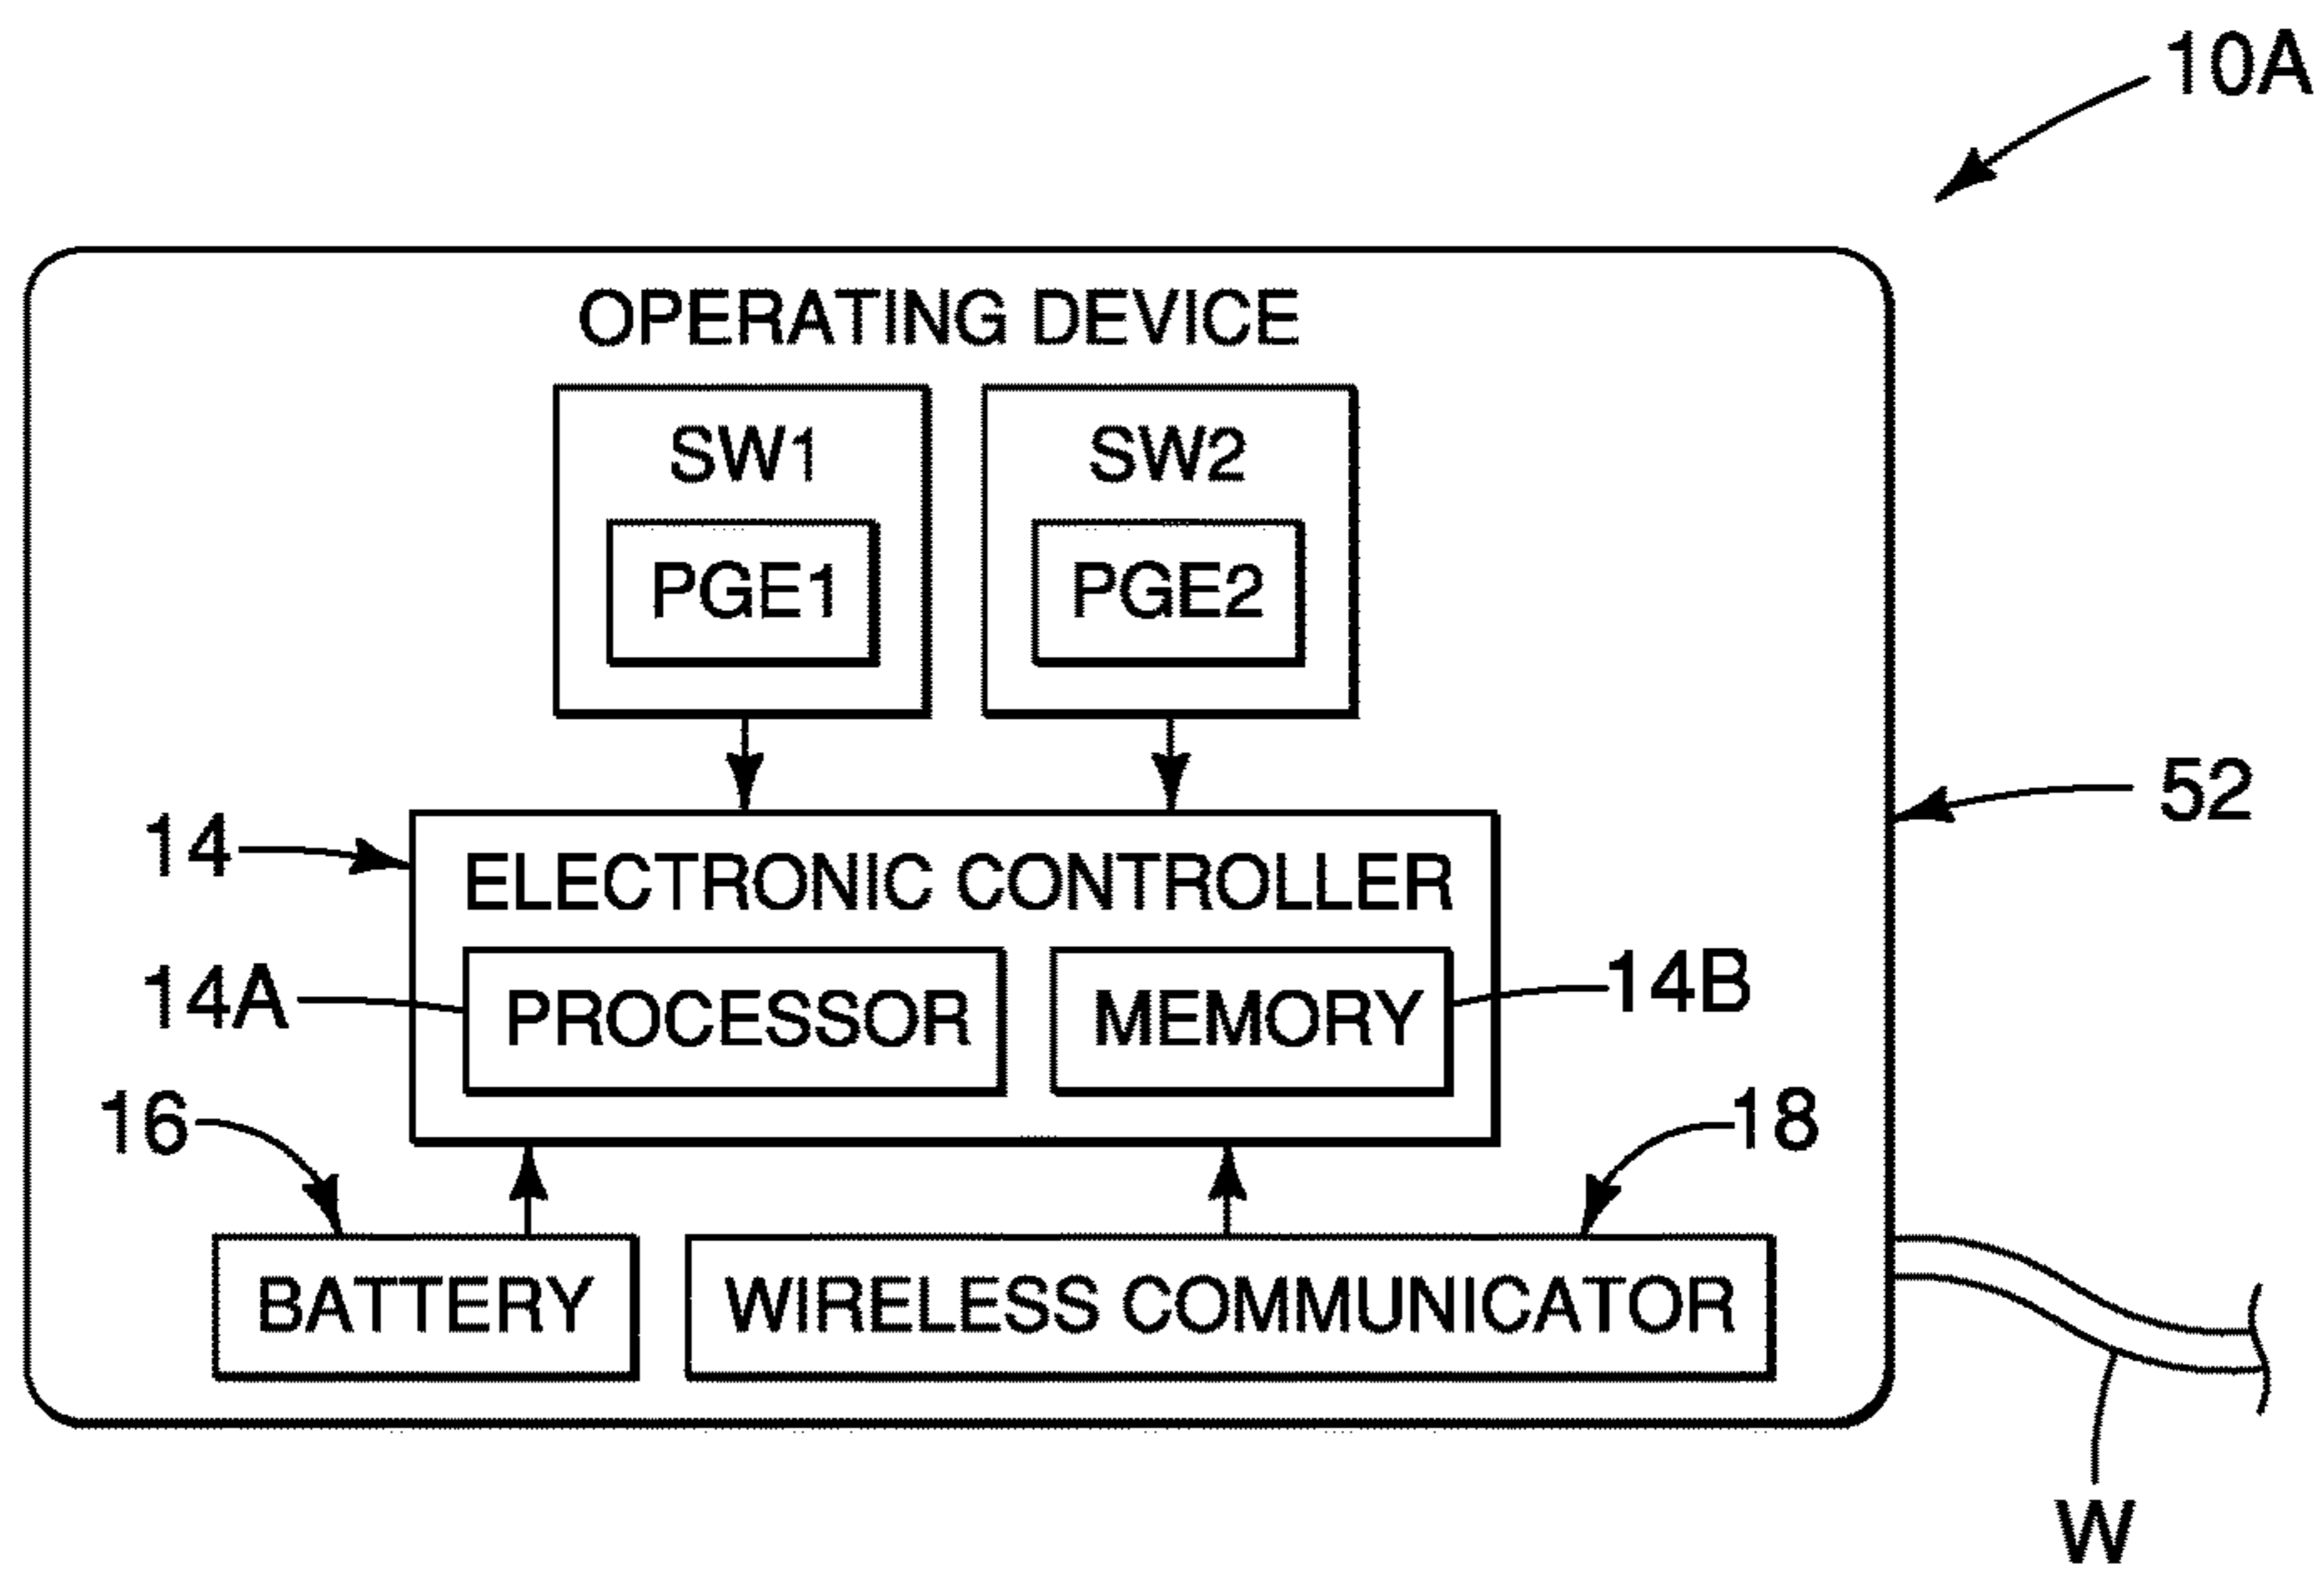 10A
OPERATING DEVICE
SW1 SW2
PGE1 PGE2
52
14
ELECTRONIC CONTROLLER
14A PROCESSOR MEMORY 14B
16 18
BATTERY WIRELESS COMMUNICATOR
W